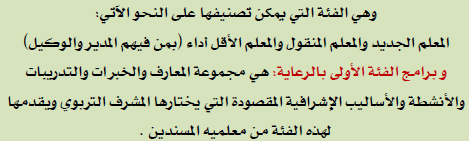 وهي الفئة التي يمكن تصنيفها على النحو الآتي:
المعلم الجديد والمعلم المنقول والمعلم الأقل أداء (بمن فيهم المدير والوكيل)
وبرامج الفئة الأولى بالرعاية: هي مجموعة المعارف والخبرات والتدريبات
والأنشطة والأساليب الإشرافية المقصودة التي يختارها المشرف التربوي ويقدمها
لهذه الفئة من معلميه المسندين .